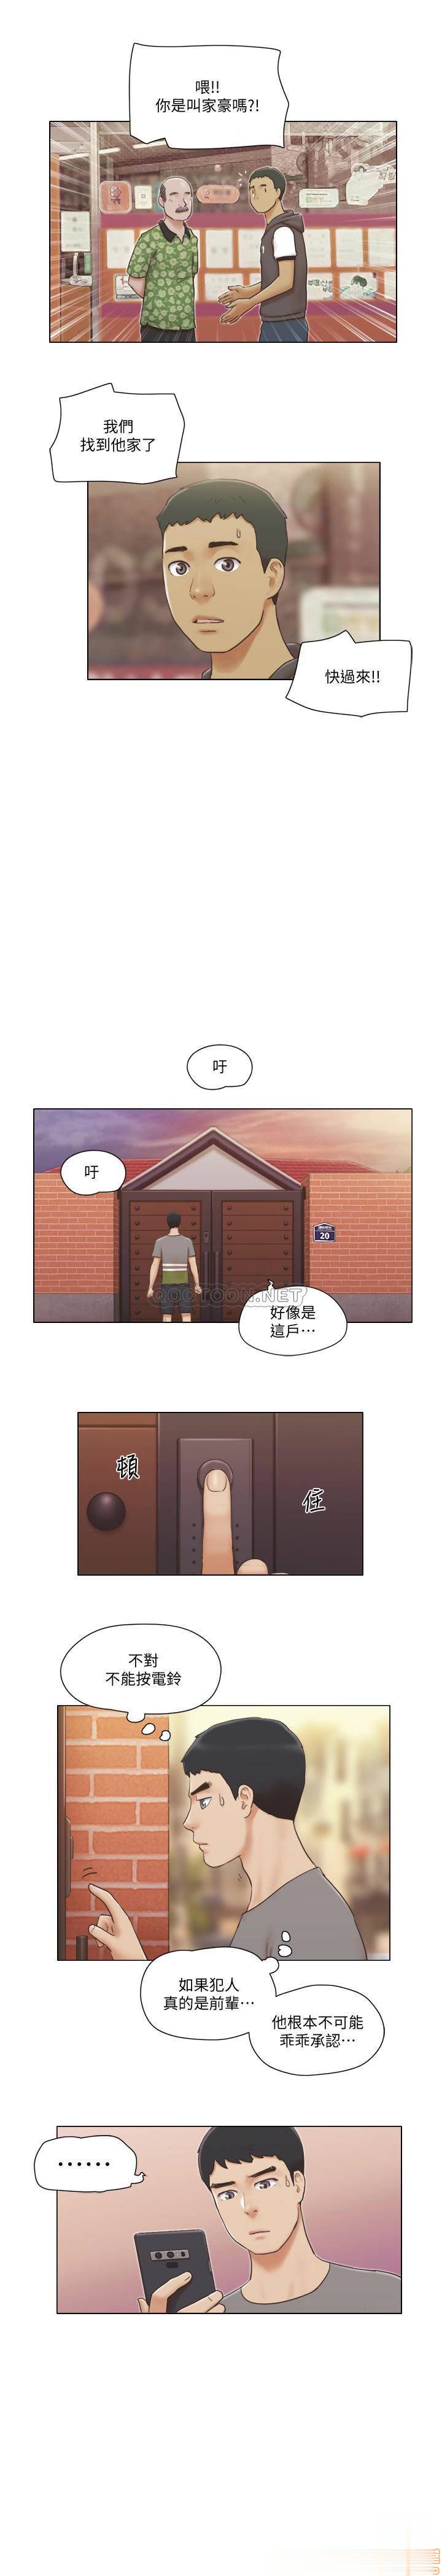 喂!!
你是叫家豪嗎?!
我們
找到他家了
快過來!!
吁
吁
20
TOON.NET
好像是
這戶⋯
頓
住
不對
不能按電鈴
如果犯人
真的是前輩⋯
他根本不可能
乖乖承認⋯
⋯⋯